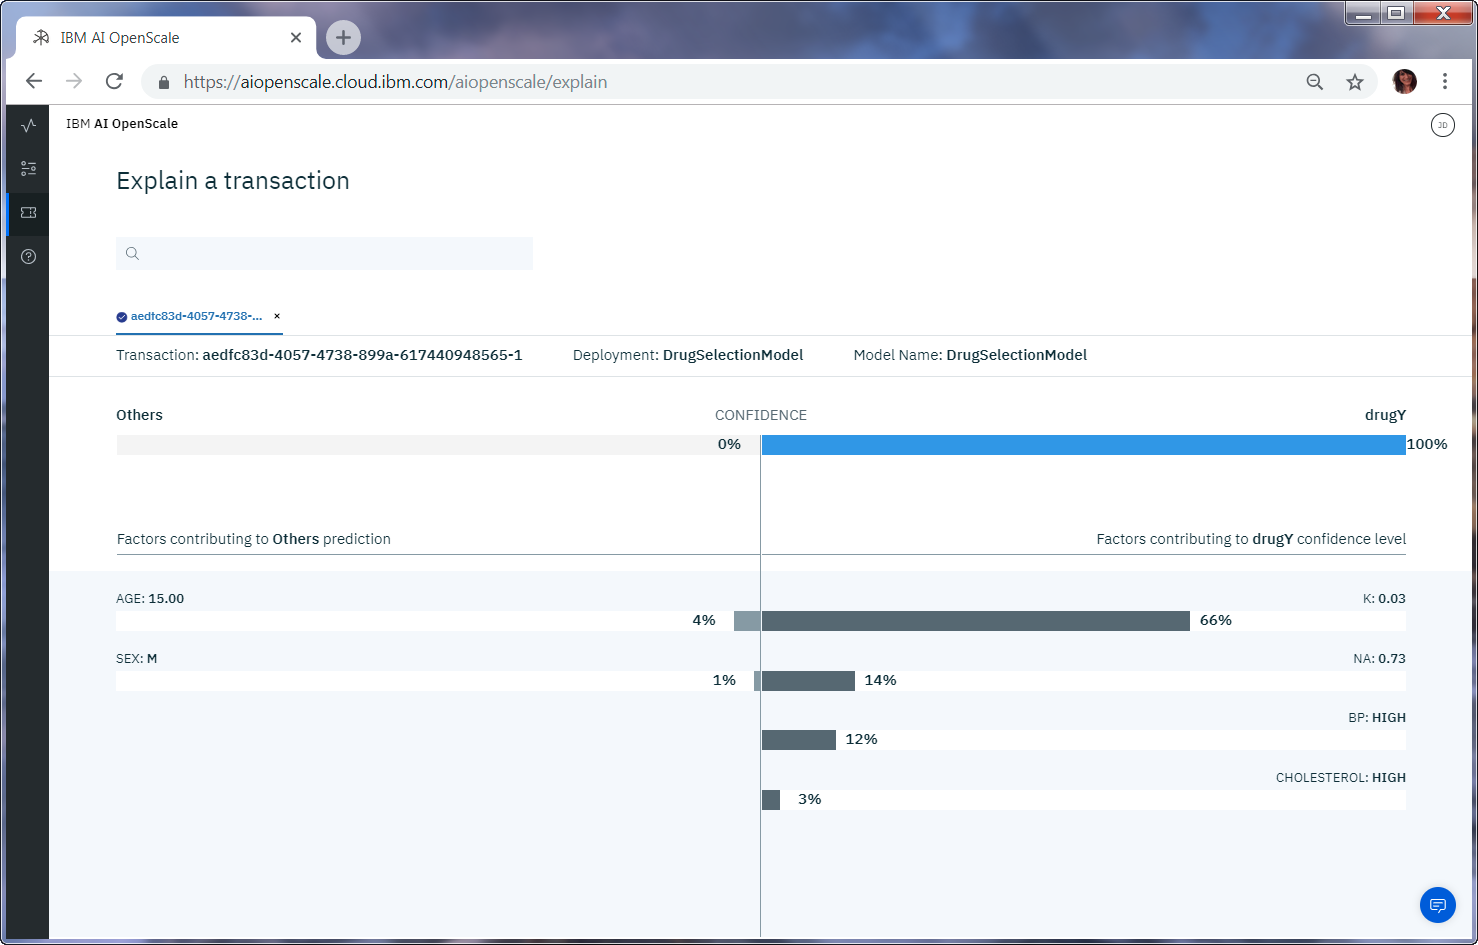 IBM AI OpenScale
https://aiopenscale.cloud.ibm.com/aiopenscale/explain
IBM AI OpenScale
JD
Explain a transaction
aedfc83d-4057-4738-...
Transaction: aedfc83d-4057-4738-899a-617440948565-1 Deployment: DrugSelectionModel Model Name: DrugSelectionModel
Others CONFIDENCE drugY
0% 100%
Factors contributing to Others prediction Factors contributing to drugY confidence level
AGE: 15.00 K: 0.03
4% 66%
SEX: M NA: 0.73
1% 14%
BP: HIGH
12%
CHOLESTEROL: HIGH
3%